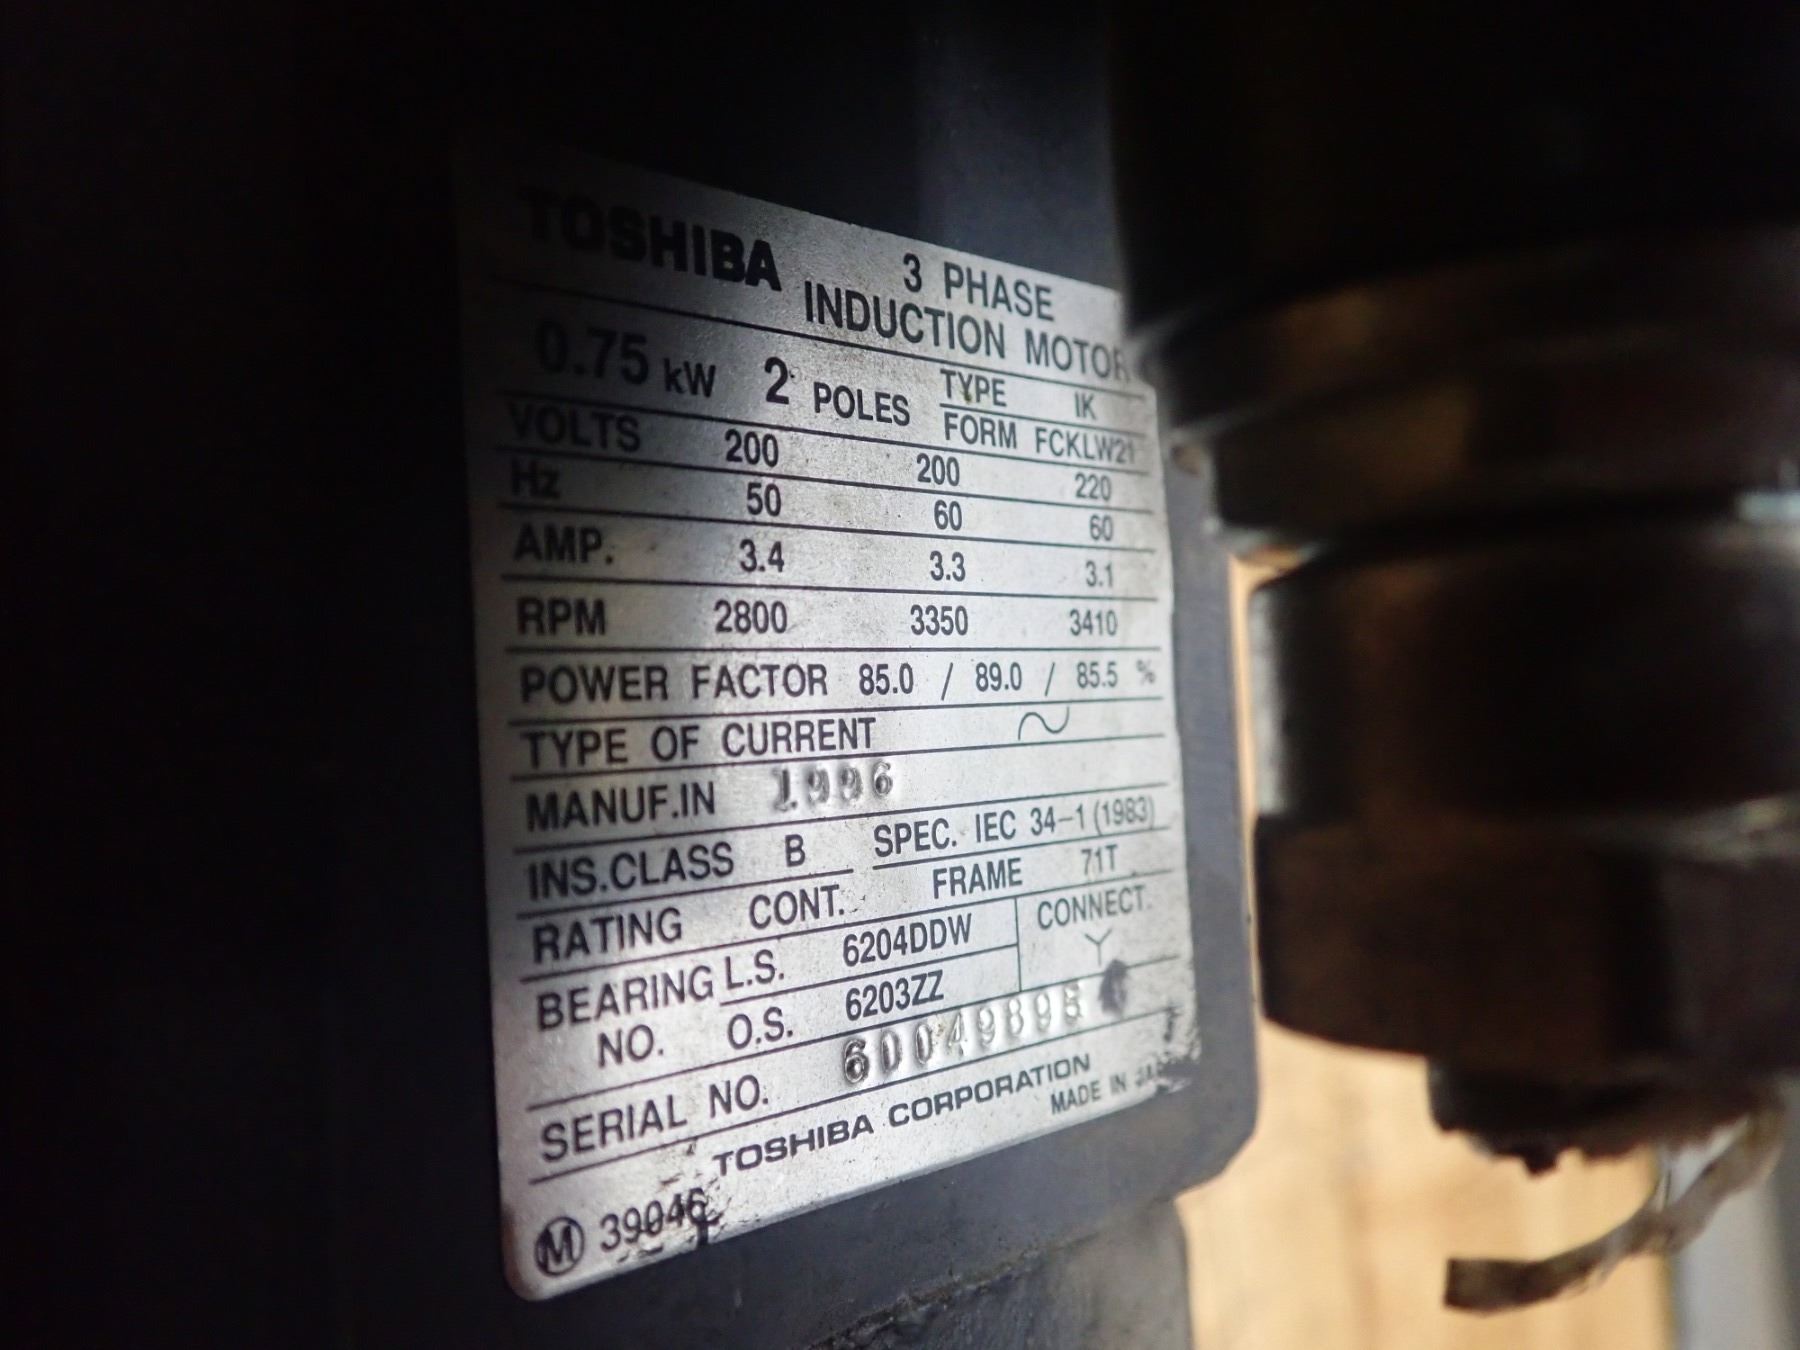 TOSHIBA 3 PHASE
INDUCTION MOTOR
0.75 kW 2 POLES TYPE IK
FORM FCKLW21
VOLTS 200 200 220
Hz 50 60 60
AMP. 3.4 3.3 3.1
RPM 2800 3350 3410
POWER FACTOR 85.0 / 89.0 / 85.5 %
TYPE OF CURRENT ~
MANUF.IN 1996
INS.CLASS B SPEC. IEC 34-1 (1983)
RATING CONT. FRAME 71T
BEARING NO. L.S. 6204DDW CONNECT. Y
O.S. 6203ZZ
SERIAL NO.
TOSHIBA CORPORATION
MADE IN
M 39046